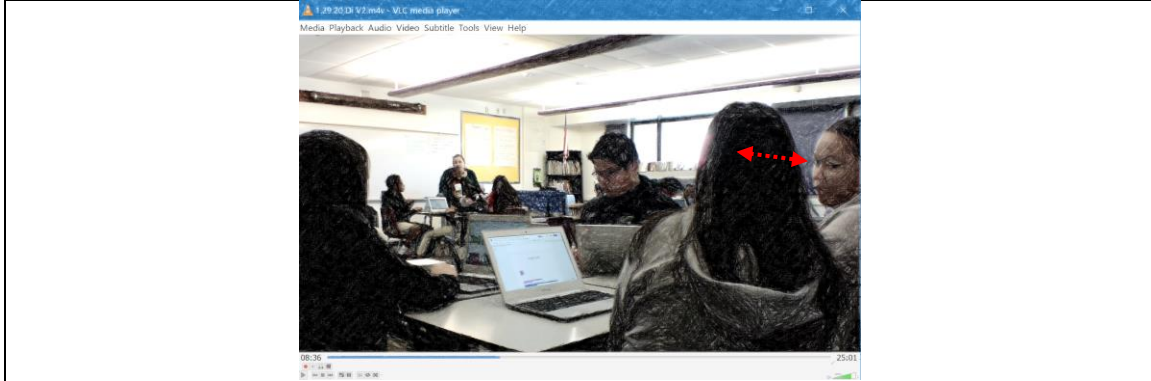 1.29.20 Di V2.m4v - VLC media player
Media Playback Audio Video Subtitle Tools View Help
08:36 25:01